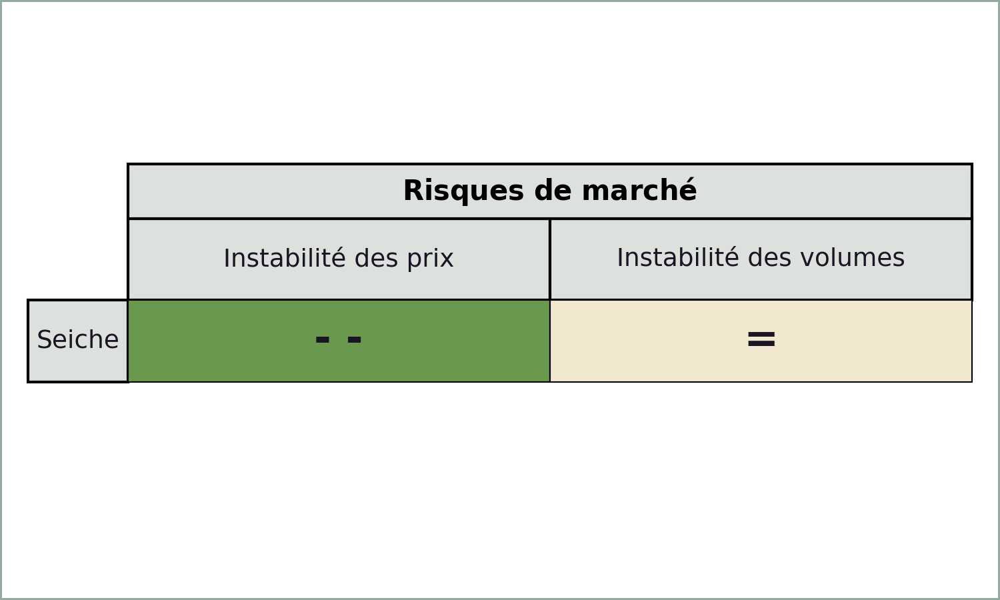 Risques de marché
Instabilité des prix
Instabilité des volumes
Seiche
- -
=